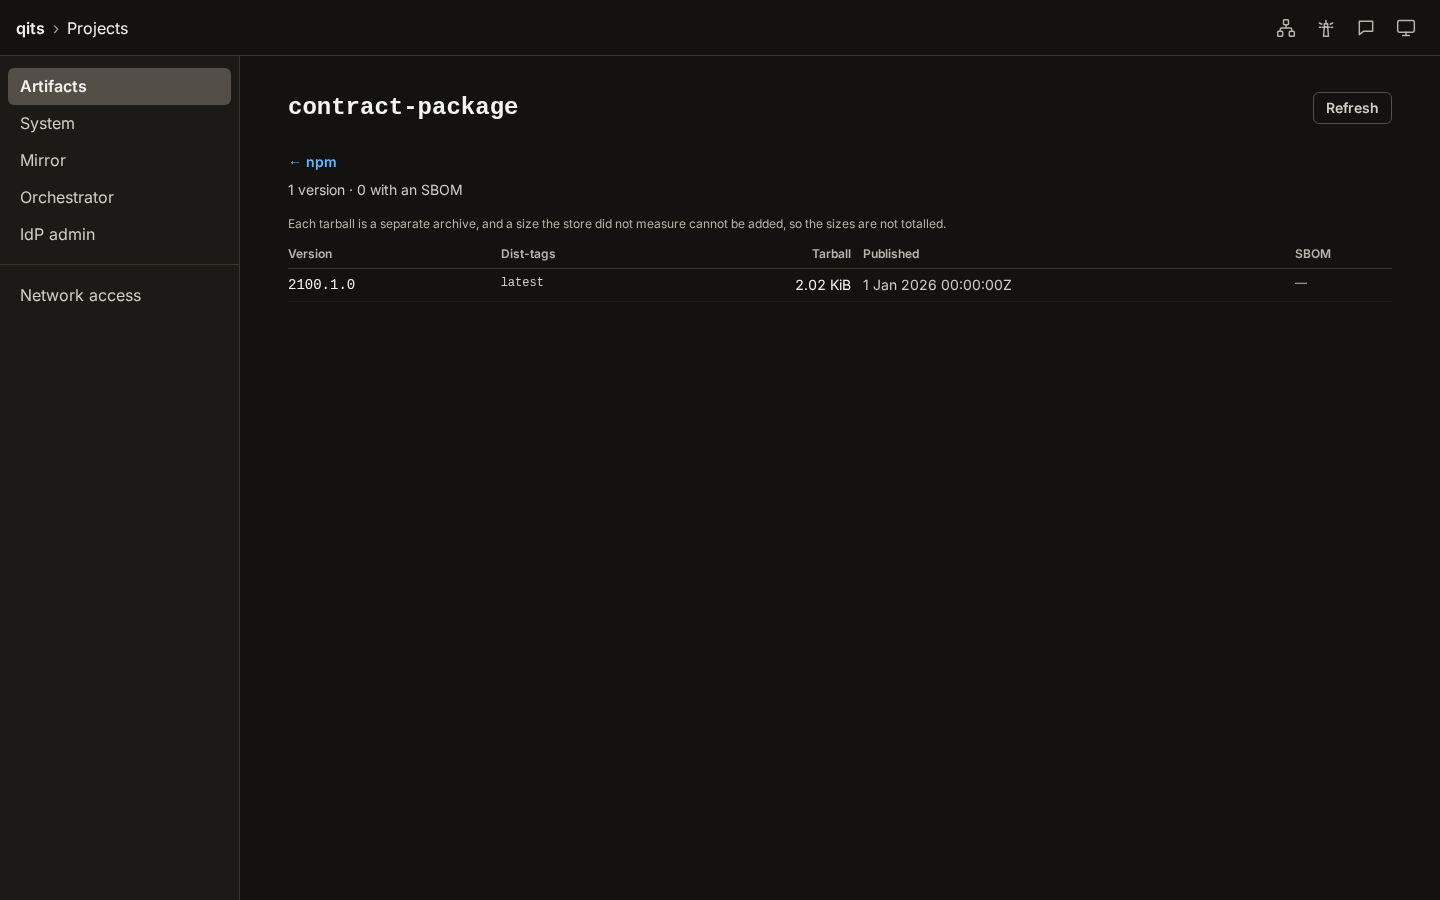 qits › Projects
Artifacts
System
Mirror
Orchestrator
IdP admin
Network access
contract-package
Refresh
← npm
1 version · 0 with an SBOM
Each tarball is a separate archive, and a size the store did not measure cannot be added, so the sizes are not totalled.
Version Dist-tags Tarball Published SBOM
2100.1.0 latest 2.02 KiB 1 Jan 2026 00:00:00Z —